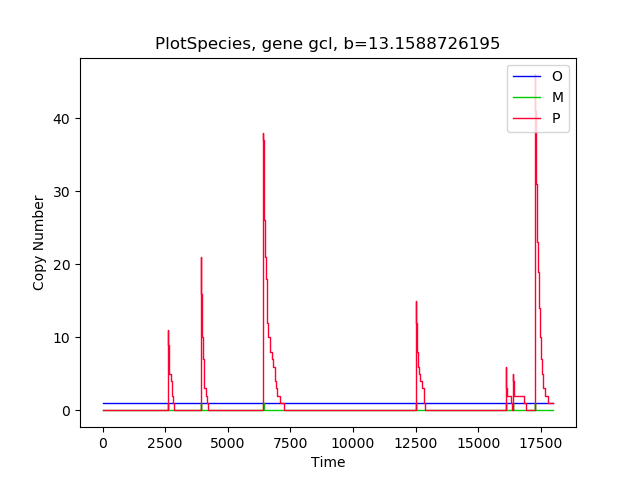 PlotSpecies, gene gcl, b=13.1588726195
O
M
P
Copy Number
40
30
20
10
0
0 2500 5000 7500 10000 12500 15000 17500
Time